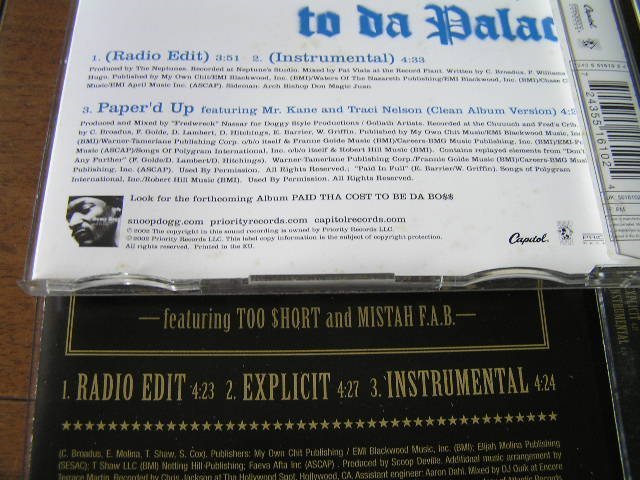 to da Palac
1. (Radio Edit) 3:51 2. (Instrumental) 4:33
Produced by The Neptunes. Recorded at Neptune's Studio. Mixed by Pat Viala at the Record Plant. Written by C. Broadus, P. Williams
Hugo. Published by My Own Chit/EMI Blackwood, Inc. (BMI)/Waters Of The Nazareth Publishing/EMI Blackwood, Inc. (BMI)/Chase C
Music/EMI April Music Inc. (ASCAP). Sideman: Arch Bishop Don Magic Juan
3. Paper'd Up featuring Mr. Kane and Traci Nelson (Clean Album Version) 4:2
Produced and Mixed by "Fredwreck" Nassar for Doggy Style Productions / Goliath Artists. Recorded at the Chuuuch and Fred's Crib
by C. Broadus, F. Golde, D. Lambert, D. Hitchings, E. Barrier, W. Griffin. Published by My Own Chit Music/EMI Blackwood Music, Inc.
(BMI)/Warner-Tamerlane Publishing Corp. o/b/o itself & Franne Golde Music (BMI)/Careers-BMG Music Publishing, Inc. (BMI)/EMI-F
Music (ASCAP)/Songs Of Polygram Intnation, Inc. o/b/o itself & Robert Hill Music (BMI). Contains replayed elements from "Don't
Any Further" (F. Golde/D. Lambert/D. Hitchings). Warner-Tamerlane Publishing Corp./Frannie Golde Music (BMI)/Careers-BMG Mus
Publishing, Inc. (ASCAP). Used By Permission. All Rights Reserved., "Paid In Full" (E. Barrier/W. Griffin). Songs of Polygram
International, Inc./Robert Hill Music (BMI). Used By Permission. All Rights Reserved.
Look for the forthcoming Album PAID THA COST TO BE DA BO$$
snoopdogg.com priorityrecords.com capitolrecords.com
℗ 2002 The copyright in this sound recording is owned by Priority Records LLC.
© 2002 Priority Records LLC. This label copy information is the subject of copyright protection.
All rights reserved. Printed in the EU.
Capitol
Capitol
7 24355 16102 4
—featuring TOO $HORT and MISTAH F.A.B.—
1. RADIO EDIT 4:23 2. EXPLICIT 4:27 3. INSTRUMENTAL 4:24
INSTRUMENTAL
(C. Broadus, E. Molina, T. Shaw, S. Cox). Publishers: My Own Chit Publishing / EMI Blackwood Music, Inc. (BMI); Elijah Molina Publishing
(SESAC); T Shaw LLC (BMI) Notting Hill-Publishing; Faeva Afta Inc (ASCAP) . Produced by Scoop Deville. Additional music arrangement by
Terrace Martin. Recorded by Chris Jackson at Tha Hollywood Spot, Hollywood, CA. Assistant engineer: Aaron Dahl. Mixed by DJ Quik at Encore